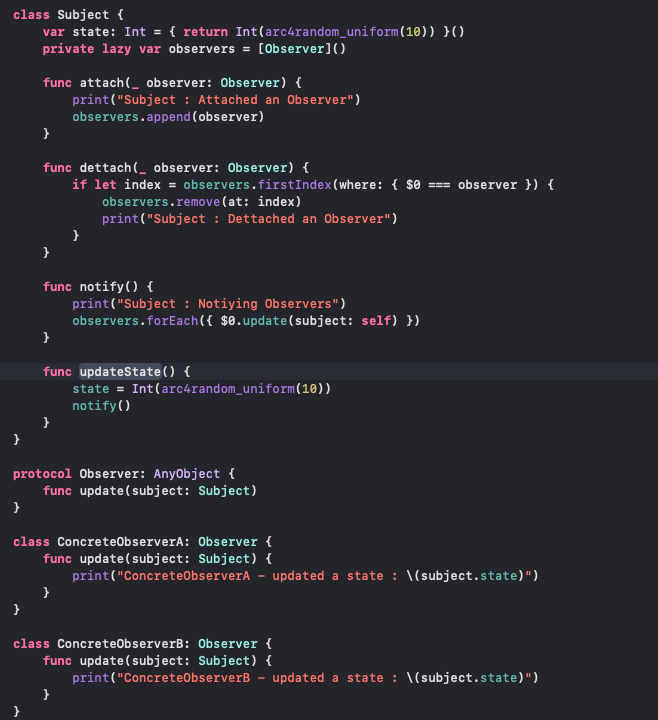 class Subject {
    var state: Int = { return Int(arc4random_uniform(10)) }()
    private lazy var observers = [Observer]()

    func attach(_ observer: Observer) {
        print("Subject : Attached an Observer")
        observers.append(observer)
    }

    func dettach(_ observer: Observer) {
        if let index = observers.firstIndex(where: { $0 === observer }) {
            observers.remove(at: index)
            print("Subject : Dettached an Observer")
        }
    }

    func notify() {
        print("Subject : Notiying Observers")
        observers.forEach({ $0.update(subject: self) })
    }

    func updateState() {
        state = Int(arc4random_uniform(10))
        notify()
    }
}

protocol Observer: AnyObject {
    func update(subject: Subject)
}

class ConcreteObserverA: Observer {
    func update(subject: Subject) {
        print("ConcreteObserverA – updated a state : \(subject.state)")
    }
}

class ConcreteObserverB: Observer {
    func update(subject: Subject) {
        print("ConcreteObserverB – updated a state : \(subject.state)")
    }
}